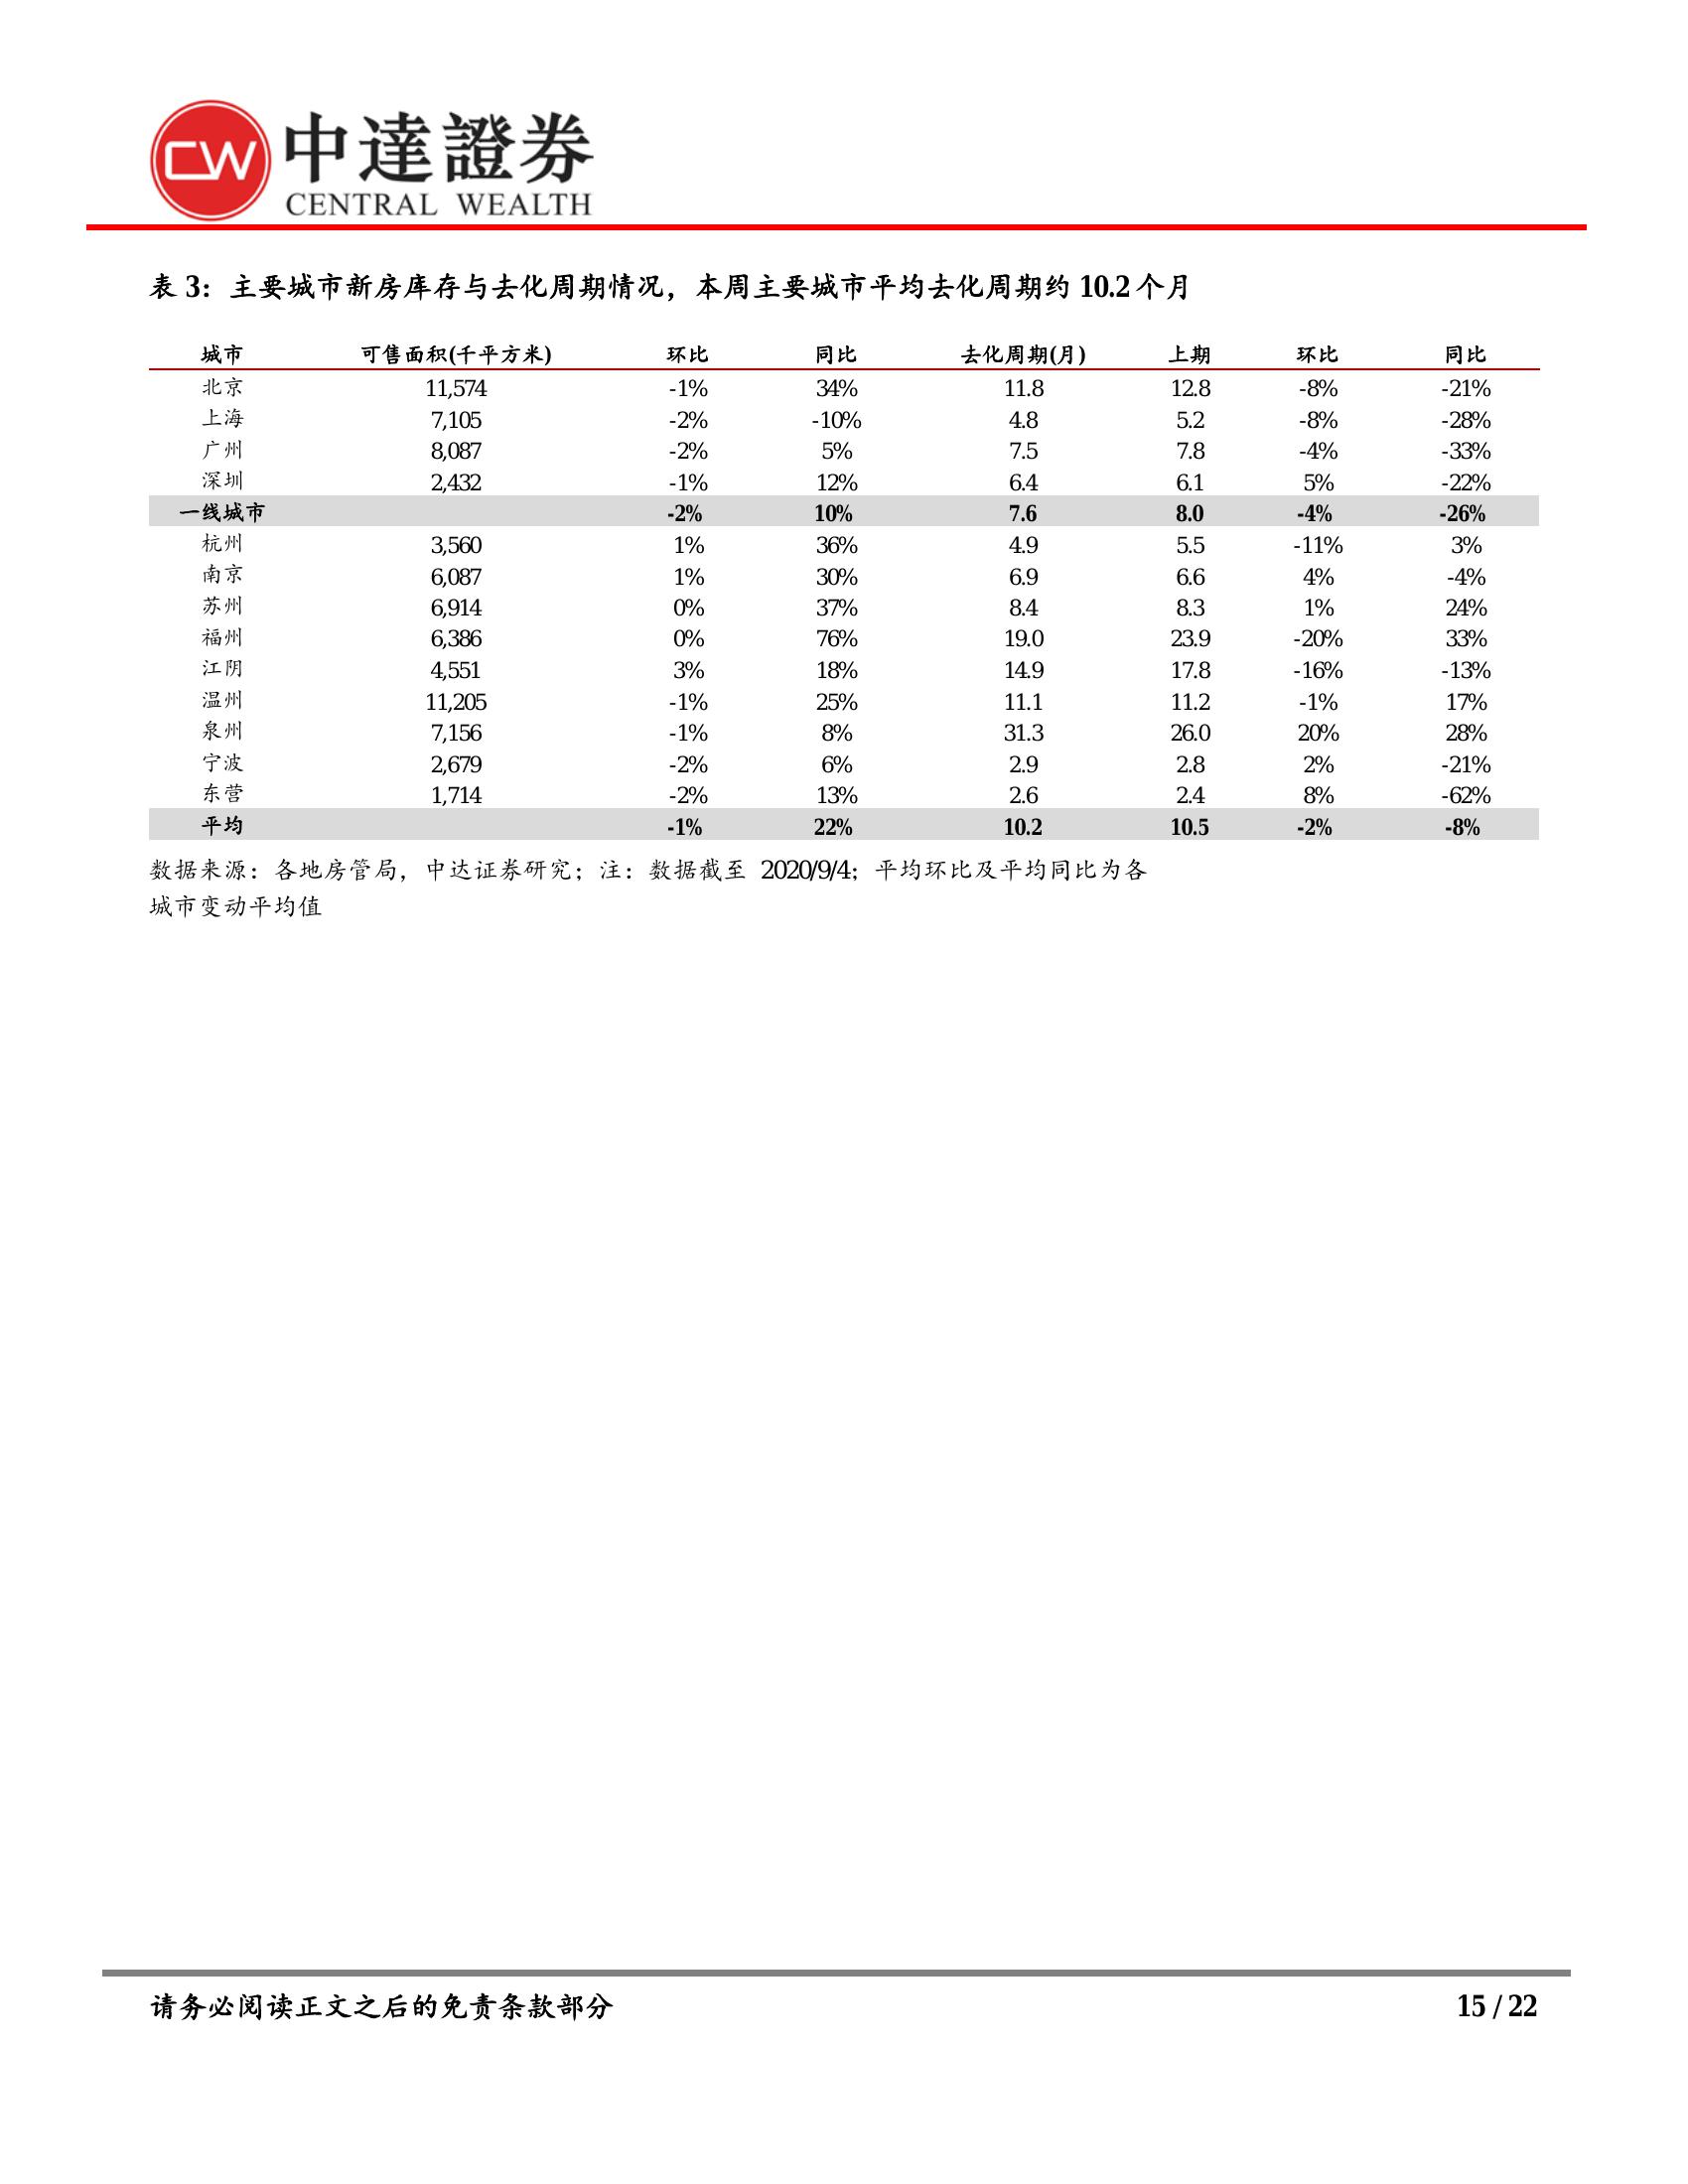 CW 中達證券
CENTRAL WEALTH
表 3：主要城市新房库存与去化周期情况，本周主要城市平均去化周期约 10.2 个月
城市 可售面积(千平方米) 环比 同比 去化周期(月) 上期 环比 同比
北京 11,574 -1% 34% 11.8 12.8 -8% -21%
上海 7,105 -2% -10% 4.8 5.2 -8% -28%
广州 8,087 -2% 5% 7.5 7.8 -4% -33%
深圳 2,432 -1% 12% 6.4 6.1 5% -22%
一线城市 -2% 10% 7.6 8.0 -4% -26%
杭州 3,560 1% 36% 4.9 5.5 -11% 3%
南京 6,087 1% 30% 6.9 6.6 4% -4%
苏州 6,914 0% 37% 8.4 8.3 1% 24%
福州 6,386 0% 76% 19.0 23.9 -20% 33%
江阴 4,551 3% 18% 14.9 17.8 -16% -13%
温州 11,205 -1% 25% 11.1 11.2 -1% 17%
泉州 7,156 -1% 8% 31.3 26.0 20% 28%
宁波 2,679 -2% 6% 2.9 2.8 2% -21%
东营 1,714 -2% 13% 2.6 2.4 8% -62%
平均 -1% 22% 10.2 10.5 -2% -8%
数据来源：各地房管局，中达证券研究；注：数据截至 2020/9/4；平均环比及平均同比为各
城市变动平均值
请务必阅读正文之后的免责条款部分 15 / 22